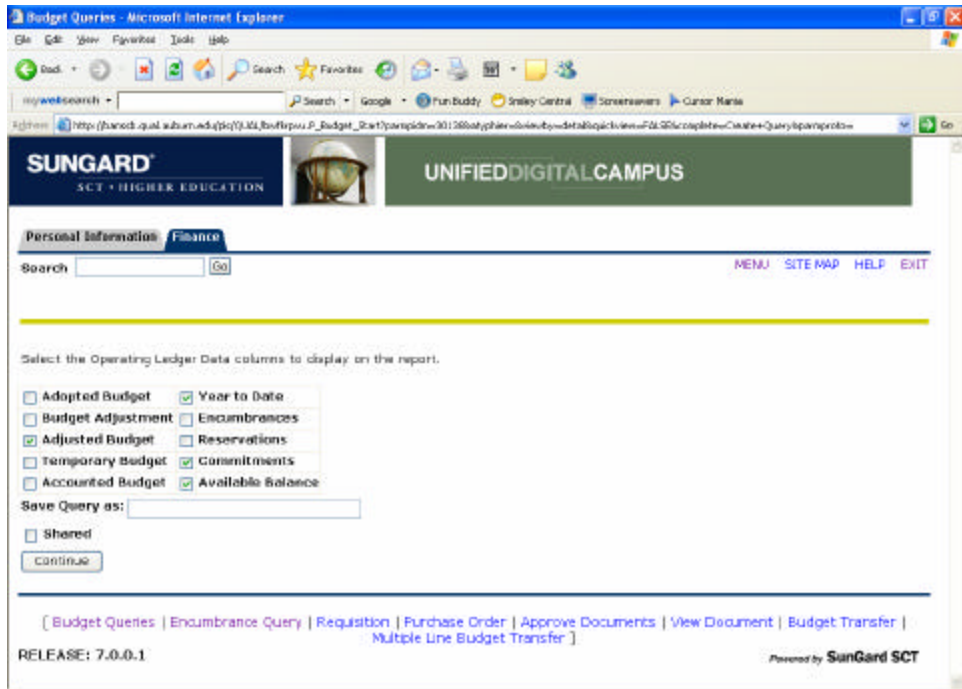 Budget Queries - Microsoft Internet Explorer
File Edit View Favorites Tools Help
Back Search Favorites
mywebsearch Search Google Fun Buddy Smiley Central Screensavers Cursor Mania
Address Go
SUNGARD
SCT • HIGHER EDUCATION
UNIFIEDDIGITALCAMPUS
Personal Information Finance
Search Go
MENU SITE MAP HELP EXIT
Select the Operating Ledger Data columns to display on the report.
Adopted Budget Year to Date
Budget Adjustment Encumbrances
Adjusted Budget Reservations
Temporary Budget Commitments
Accounted Budget Available Balance
Save Query as:
Shared
Continue
[ Budget Queries | Encumbrance Query | Requisition | Purchase Order | Approve Documents | View Document | Budget Transfer |
Multiple Line Budget Transfer ]
RELEASE: 7.0.0.1
Powered by SunGard SCT